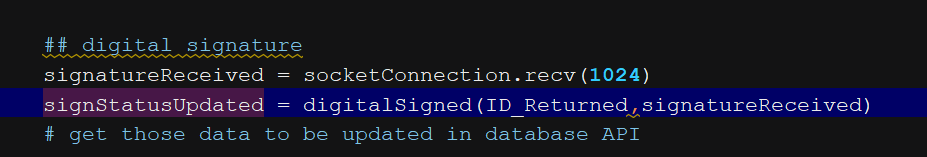 ## digital signature
signatureReceived = socketConnection.recv(1024)
signStatusUpdated = digitalSigned(ID_Returned,signatureReceived)
# get those data to be updated in database API